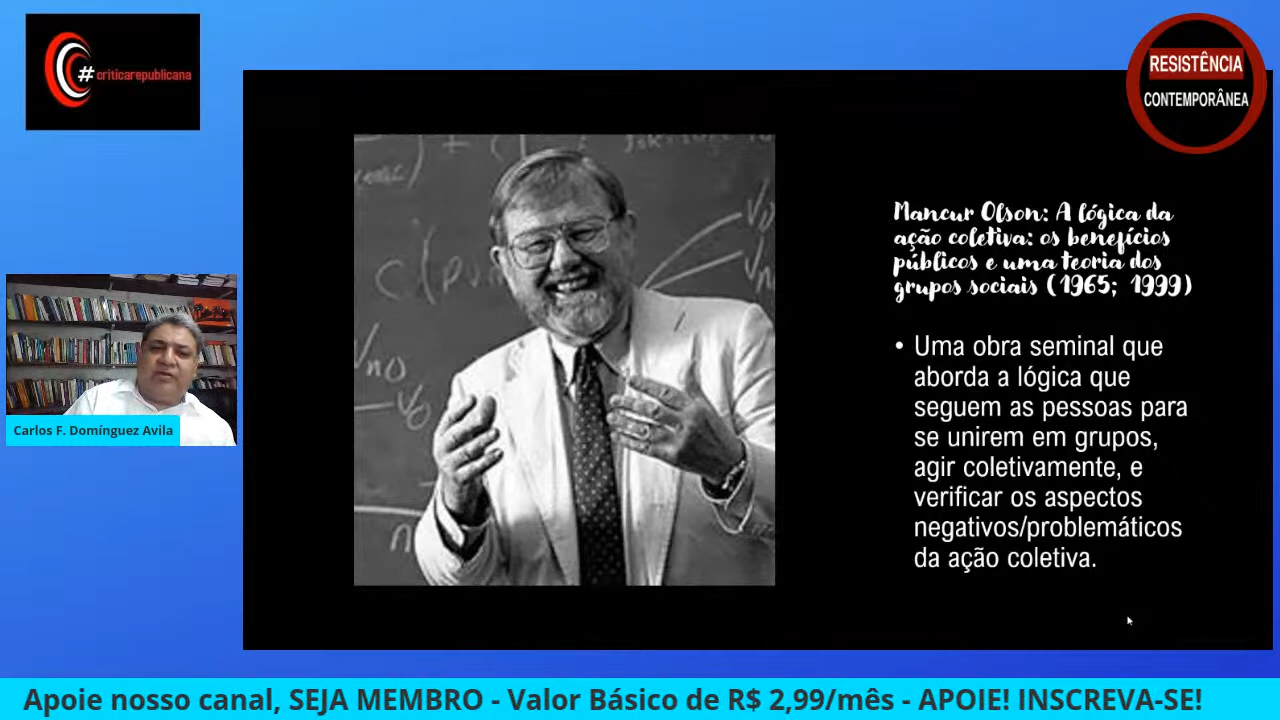 #criticarepublicana
RESISTÊNCIA
CONTEMPORÂNEA
Mancur Olson: A lógica da
ação coletiva: os benefícios
públicos e uma teoria dos
grupos sociais (1965; 1999)
• Uma obra seminal que
aborda a lógica que
seguem as pessoas para
se unirem em grupos,
agir coletivamente, e
verificar os aspectos
negativos/problemáticos
da ação coletiva.
Carlos F. Domínguez Avila
Apoie nosso canal, SEJA MEMBRO - Valor Básico de R$ 2,99/mês - APOIE! INSCREVA-SE!